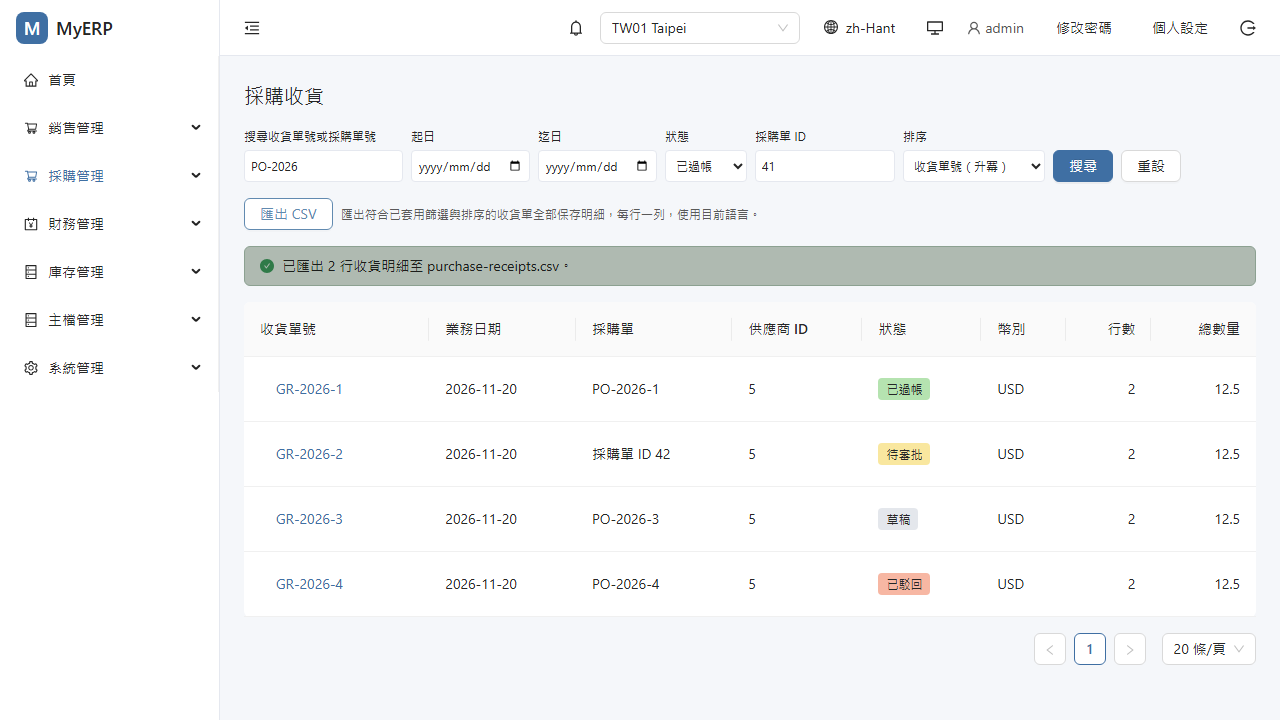 M MyERP
TW01 Taipei
zh-Hant
admin
修改密碼
個人設定
首頁
銷售管理
採購管理
財務管理
庫存管理
主檔管理
系統管理
採購收貨
搜尋收貨單號或採購單號 起日 迄日 狀態 採購單 ID 排序
PO-2026 yyyy/mm/dd yyyy/mm/dd 已過帳 41 收貨單號（升冪） 搜尋 重設
匯出 CSV 匯出符合已套用篩選與排序的收貨單全部保存明細，每行一列，使用目前語言。
已匯出 2 行收貨明細至 purchase-receipts.csv。
收貨單號 業務日期 採購單 供應商 ID 狀態 幣別 行數 總數量
GR-2026-1 2026-11-20 PO-2026-1 5 已過帳 USD 2 12.5
GR-2026-2 2026-11-20 採購單 ID 42 5 待審批 USD 2 12.5
GR-2026-3 2026-11-20 PO-2026-3 5 草稿 USD 2 12.5
GR-2026-4 2026-11-20 PO-2026-4 5 已駁回 USD 2 12.5
1 20 條/頁